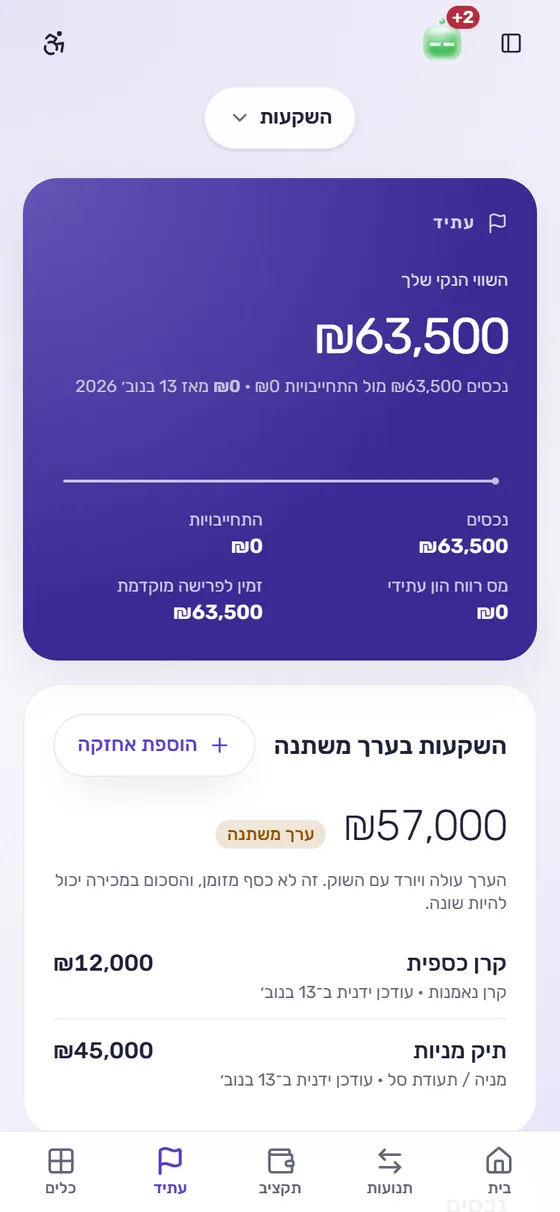 +2
השקעות
עתיד
השווי הנקי שלך
₪63,500
נכסים ₪63,500 מול התחייבויות ₪0 • ₪0 מאז 13 בנוב׳ 2026
נכסים
₪63,500
התחייבויות
₪0
מס רווח הון עתידי
₪0
זמין לפרישה מוקדמת
₪63,500
השקעות בערך משתנה
+ הוספת אחזקה
₪57,000 ערך משתנה
הערך עולה ויורד עם השוק. זה לא כסף מזומן, והסכום במכירה יכול
להיות שונה.
קרן כספית ₪12,000
קרן נאמנות • עודכן ידנית ב־13 בנוב׳
תיק מניות ₪45,000
מניה / תעודת סל • עודכן ידנית ב־13 בנוב׳
נכסים
בית
תנועות
תקציב
עתיד
כלים